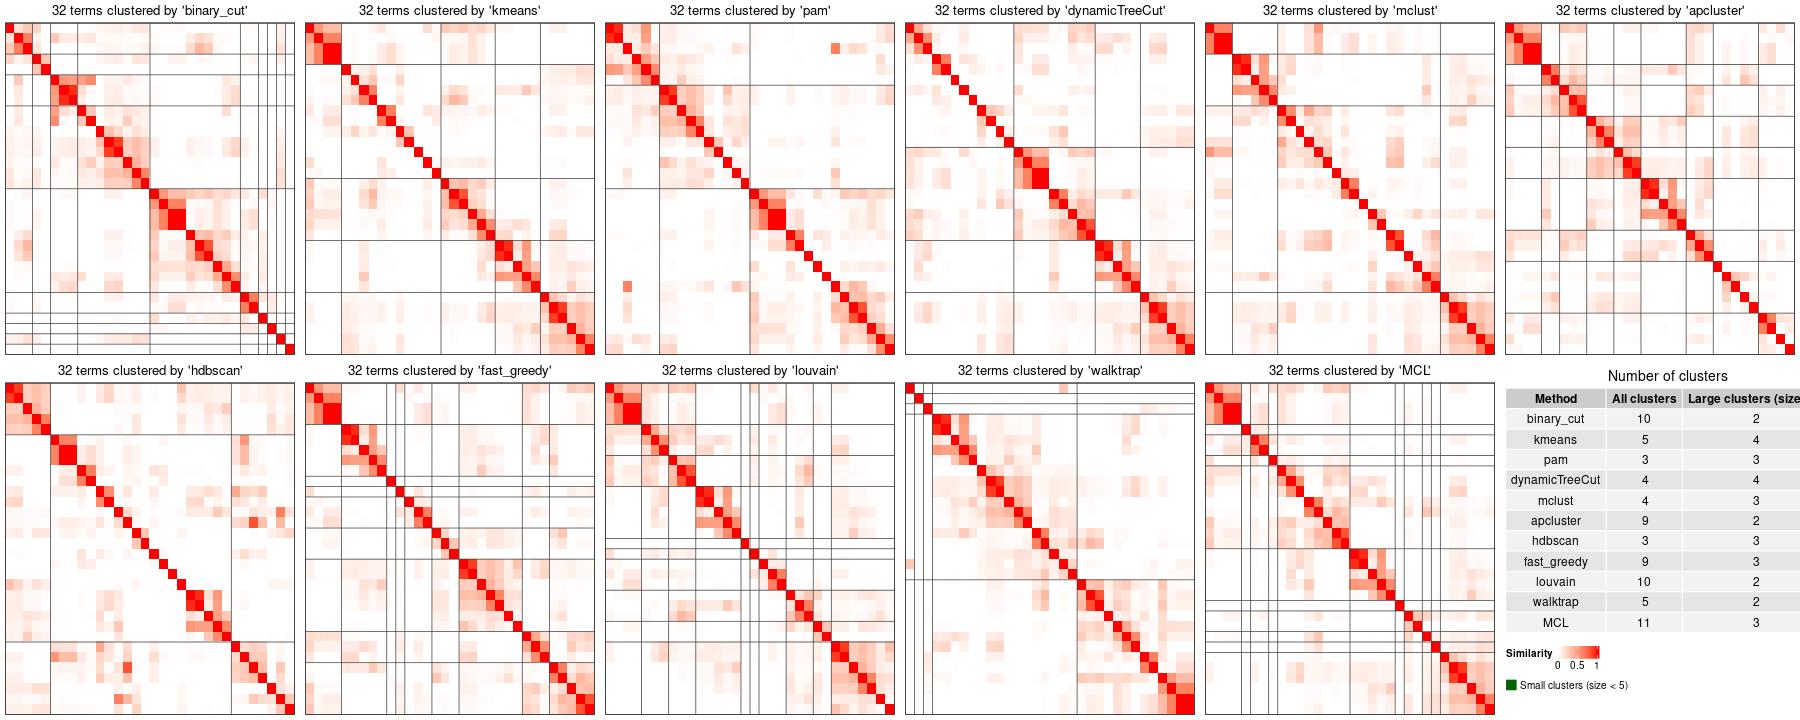 32 terms clustered by 'binary_cut'
32 terms clustered by 'kmeans'
32 terms clustered by 'pam'
32 terms clustered by 'dynamicTreeCut'
32 terms clustered by 'mclust'
32 terms clustered by 'apcluster'
32 terms clustered by 'hdbscan'
32 terms clustered by 'fast_greedy'
32 terms clustered by 'louvain'
32 terms clustered by 'walktrap'
32 terms clustered by 'MCL'
Number of clusters
Method All clusters Large clusters (size
binary_cut 10 2
kmeans 5 4
pam 3 3
dynamicTreeCut 4 4
mclust 4 3
apcluster 9 2
hdbscan 3 3
fast_greedy 9 3
louvain 10 2
walktrap 5 2
MCL 11 3
Similarity
0 0.5 1
Small clusters (size < 5)